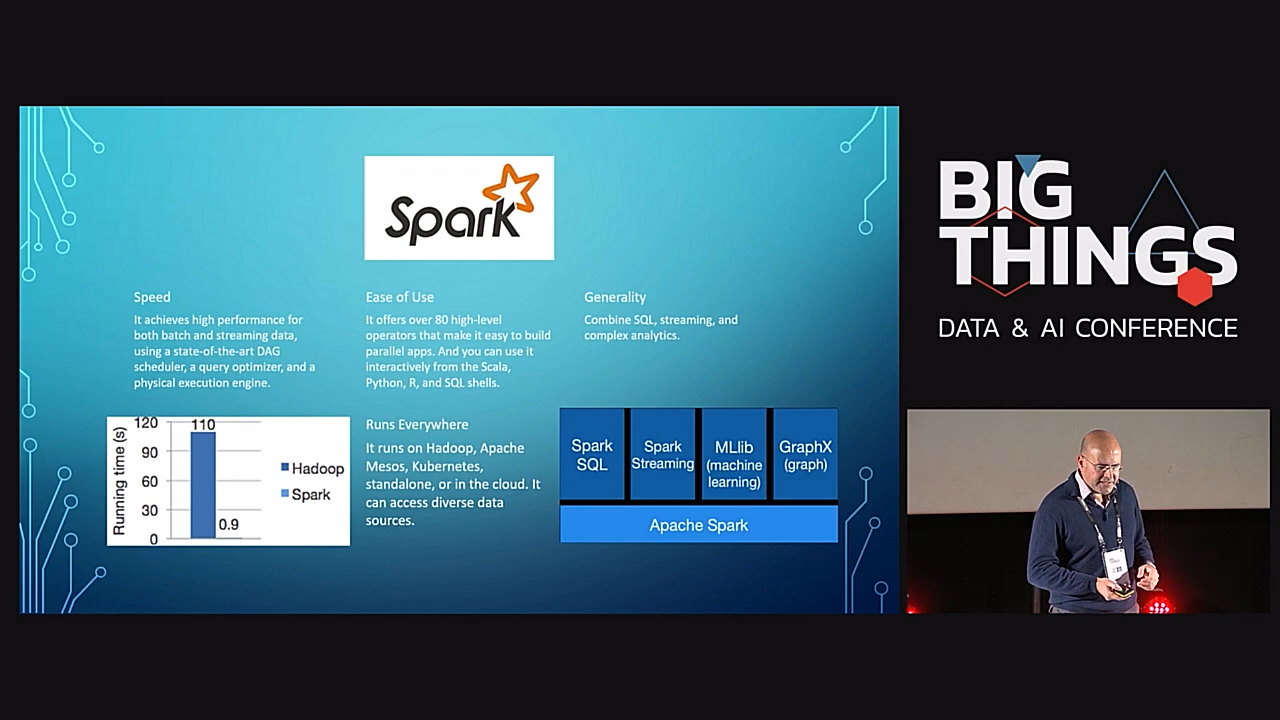 Spark
Speed
It achieves high performance for
both batch and streaming data,
using a state-of-the-art DAG
scheduler, a query optimizer, and a
physical execution engine.
Ease of Use
It offers over 80 high-level
operators that make it easy to build
parallel apps. And you can use it
interactively from the Scala,
Python, R, and SQL shells.
Generality
Combine SQL, streaming, and
complex analytics.
Running time (s)
120
90
60
30
0
110
0.9
Hadoop
Spark
Runs Everywhere
It runs on Hadoop, Apache
Mesos, Kubernetes,
standalone, or in the cloud. It
can access diverse data
sources.
Spark
SQL
Spark
Streaming
MLlib
(machine
learning)
GraphX
(graph)
Apache Spark
BIG
THINGS
DATA & AI CONFERENCE